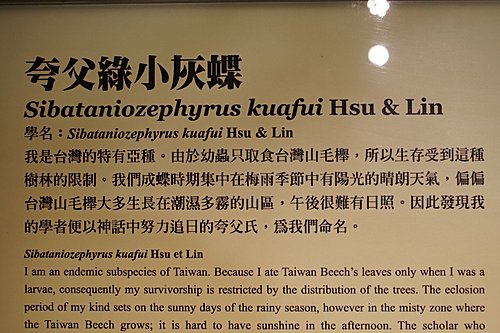 夸父綠小灰蝶
Sibataniozephyrus kuafui Hsu & Lin
學名：Sibataniozephyrus kuafui Hsu & Lin
我是台灣的特有亞種。由於幼蟲只取食台灣山毛櫸，所以生存受到這種
樹林的限制。我們成蝶時期集中在梅雨季節中有陽光的晴朗天氣，偏偏
台灣山毛櫸大多生長在潮濕多霧的山區，午後很難有日照。因此發現我
的學者便以神話中努力追日的夸父氏，爲我們命名。
Sibataniozephyrus kuafui Hsu et Lin
I am an endemic subspecies of Taiwan. Because I ate Taiwan Beech's leaves only when I was a
larvae, consequently my survivorship is restricted by the distribution of the trees. The eclosion
period of my kind sets on the sunny days of the rainy season, however in the misty zone where
the Taiwan Beech grows; it is hard to have sunshine in the afternoon. The scholar who